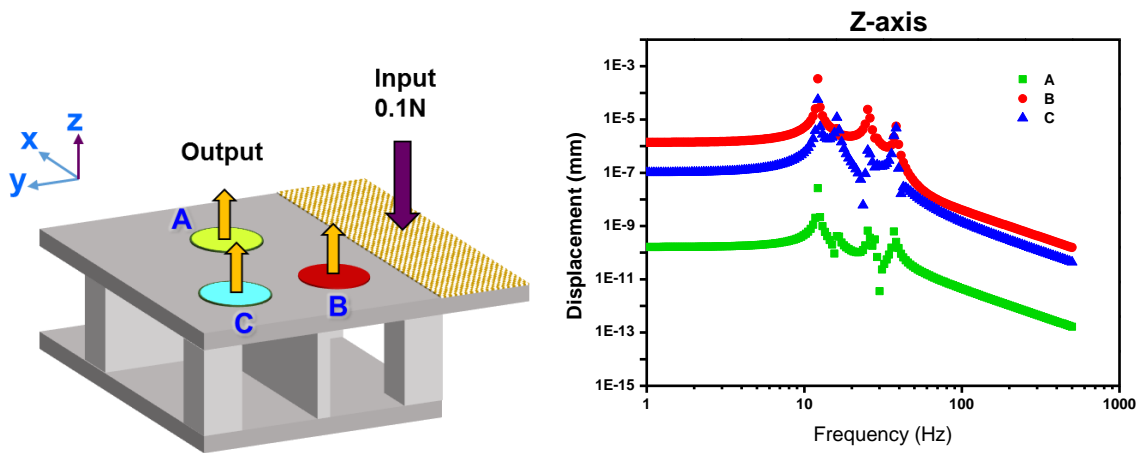 Input
0.1N
z
x
y
Output
A
B
C
Z-axis
Displacement (mm)
1E-3
1E-5
1E-7
1E-9
1E-11
1E-13
1E-15
A
B
C
1
10
100
1000
Frequency (Hz)